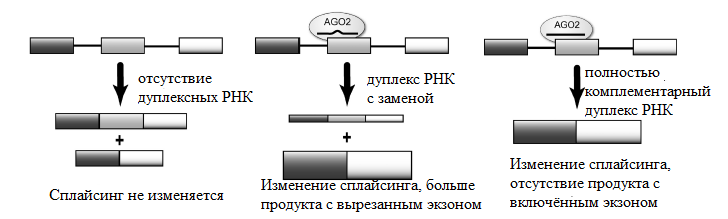 отсутствие
дуплексных РНК
+
Сплайсинг не изменяется
AGO2
дуплекс РНК
с заменой
+
Изменение сплайсинга, больше
продукта с вырезанным экзоном
AGO2
полностью
комплементарный
дуплекс РНК
Изменение сплайсинга,
отсутствие продукта с
включённым экзоном